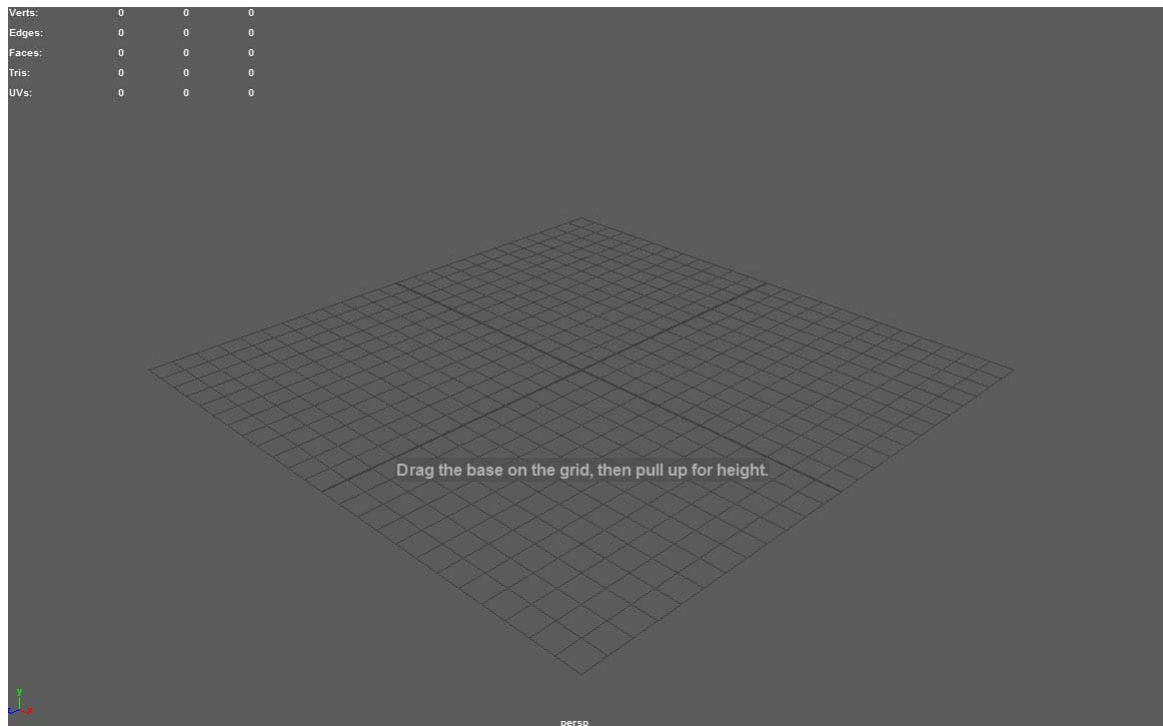 Verts: 0 0 0
Edges: 0 0 0
Faces: 0 0 0
Tris: 0 0 0
UVs: 0 0 0
Drag the base on the grid, then pull up for height.
y
x
persp